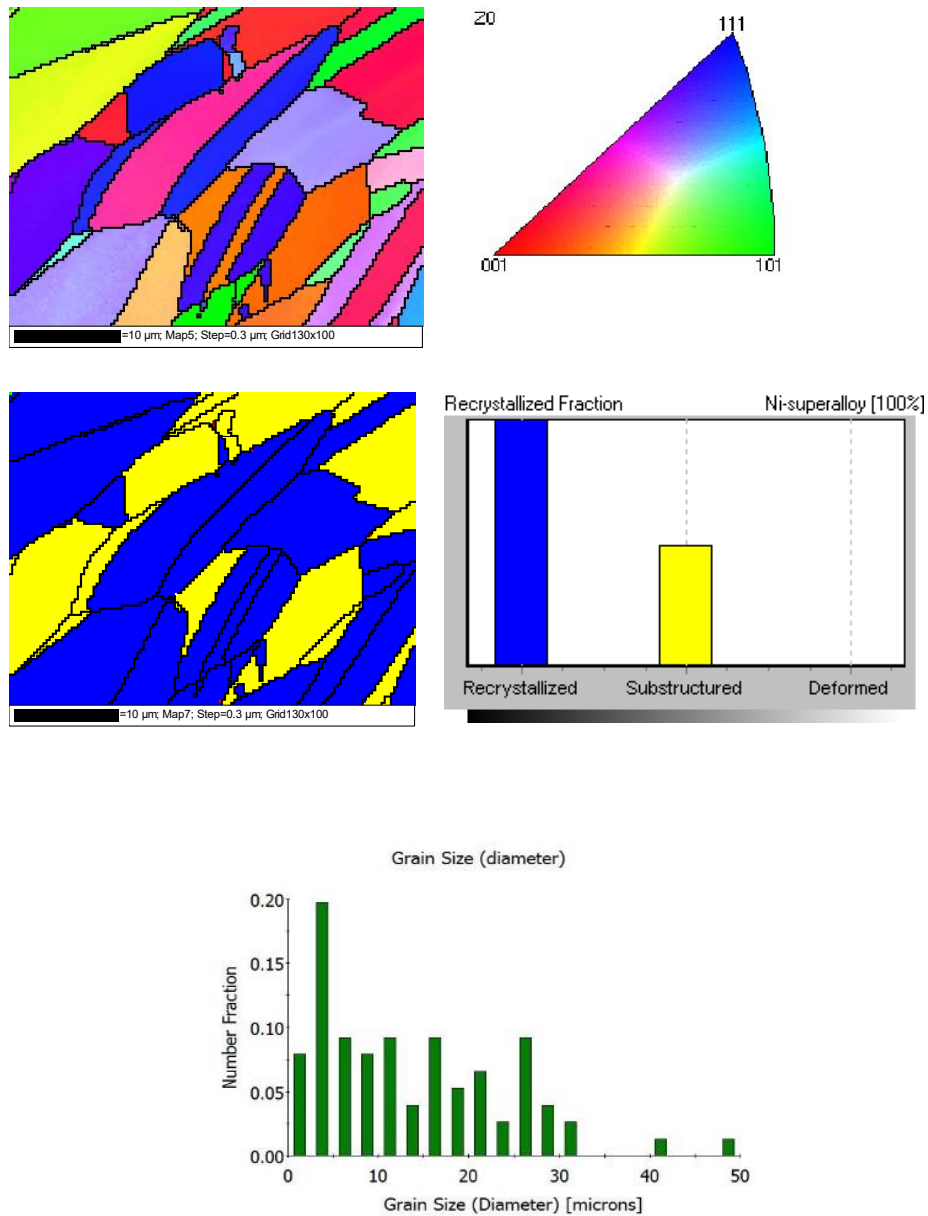 Z0
111
001
101
=10 µm; Map5; Step=0.3 µm; Grid130x100
Recrystallized Fraction
Ni-superalloy [100%]
Recrystallized
Substructured
Deformed
=10 µm; Map7; Step=0.3 µm; Grid130x100
Grain Size (diameter)
Number Fraction
0.20
0.15
0.10
0.05
0.00
0 10 20 30 40 50
Grain Size (Diameter) [microns]